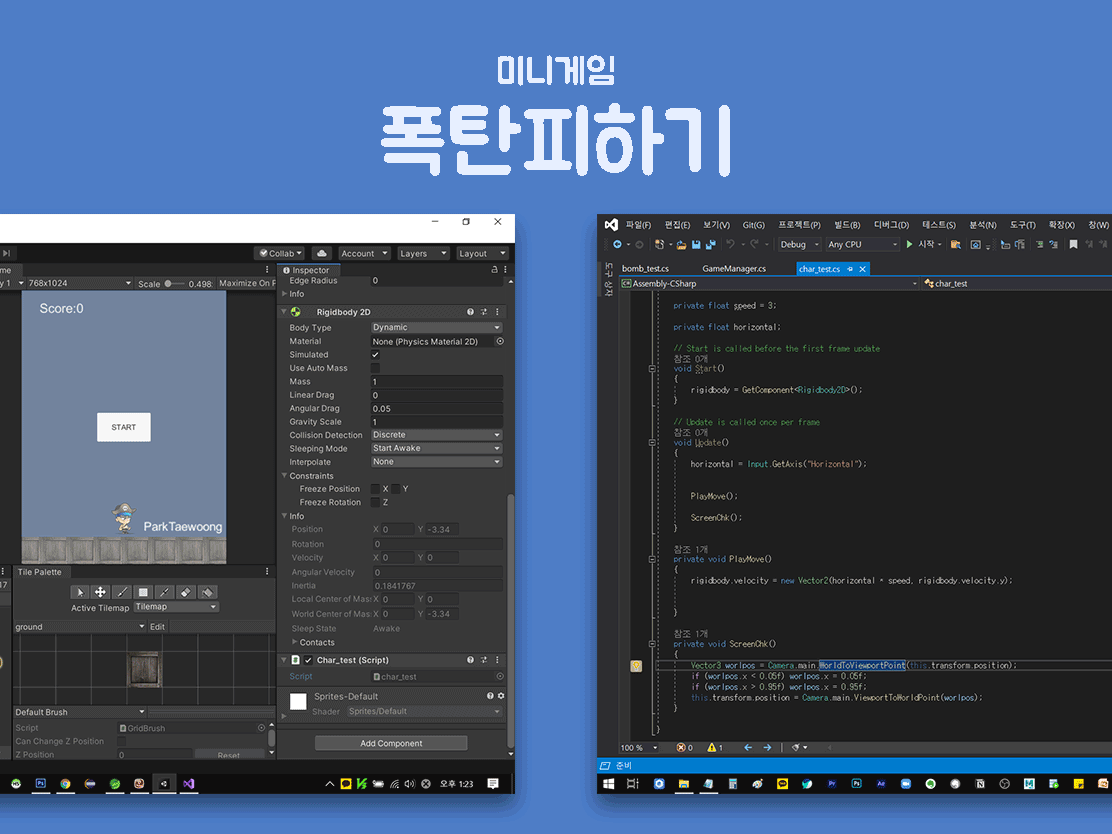 미니게임
폭탄피하기
Collab
Account
Layers
Layout
me
Inspector
y 1
768x1024
Scale
0.498:
Maximize On P
Score:0
START
ParkTaewoong
Edge Radius
0
Info
Rigidbody 2D
Body Type
Dynamic
Material
None (Physics Material 2D)
Simulated
Use Auto Mass
Mass
1
Linear Drag
0
Angular Drag
0.05
Gravity Scale
1
Collision Detection
Discrete
Sleeping Mode
Start Awake
Interpolate
None
Constraints
Freeze Position
X
Y
Freeze Rotation
Z
Info
Position
X 0
Y -3.34
Rotation
0
Velocity
X 0
Y 0
Angular Velocity
0
Inertia
0.1841767
Local Center of Mas
X 0
Y 0
World Center of Mas
X 0
Y -3.34
Sleep State
Awake
Contacts
Char_test (Script)
Script
char_test
Sprites-Default
Shader
Sprites/Default
Add Component
Tile Palette
Active Tilemap
Tilemap
ground
Edit
Default Brush
Script
GridBrush
Can Change Z Position
Z Position
0
Reset
오후 1:23
파일(F)
편집(E)
보기(V)
Git(G)
프로젝트(P)
빌드(B)
디버그(D)
테스트(S)
분석(N)
도구(T)
확장(X)
창(W)
Debug
Any CPU
시작
도구 상자
bomb_test.cs
GameManager.cs
char_test.cs
Assembly-CSharp
char_test
private float speed = 3;
private float horizontal;
// Start is called before the first frame update
참조 0개
void Start()
{
rigidbody = GetComponent<Rigidbody2D>();
}
// Update is called once per frame
참조 0개
void Update()
{
horizontal = Input.GetAxis("Horizontal");
PlayMove();
ScreenChk();
}
참조 1개
private void PlayMove()
{
rigidbody.velocity = new Vector2(horizontal * speed, rigidbody.velocity.y);
}
참조 1개
private void ScreenChk()
{
Vector3 worlpos = Camera.main.WorldToViewportPoint(this.transform.position);
if (worlpos.x < 0.05f) worlpos.x = 0.05f;
if (worlpos.x > 0.95f) worlpos.x = 0.95f;
this.transform.position = Camera.main.ViewportToWorldPoint(worlpos);
}
}
100 %
0
1
준비